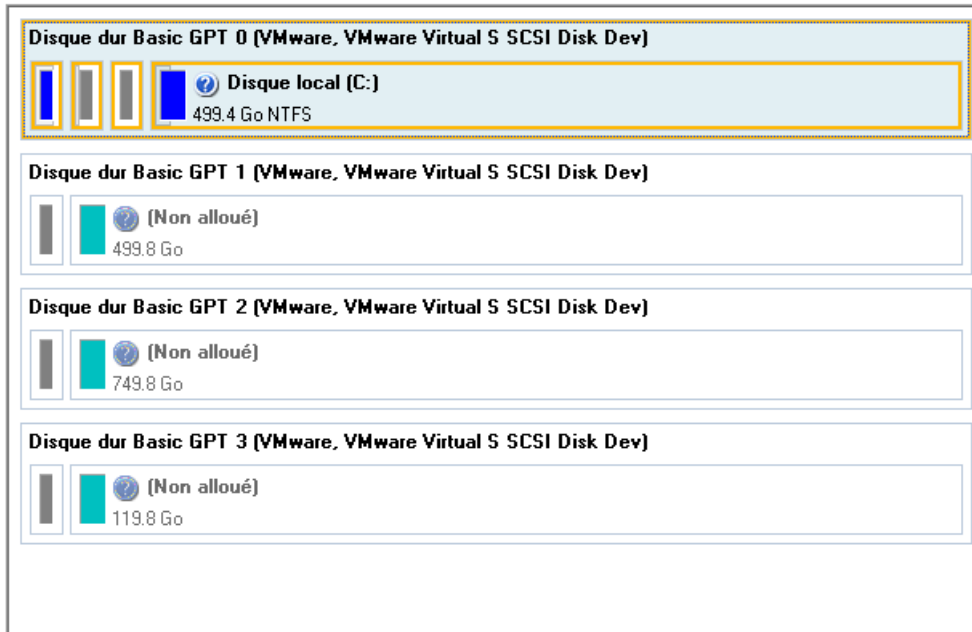 Disque dur Basic GPT 0 (VMware, VMware Virtual S SCSI Disk Dev)
Disque local (C:)
499.4 Go NTFS
Disque dur Basic GPT 1 (VMware, VMware Virtual S SCSI Disk Dev)
(Non alloué)
499.8 Go
Disque dur Basic GPT 2 (VMware, VMware Virtual S SCSI Disk Dev)
(Non alloué)
749.8 Go
Disque dur Basic GPT 3 (VMware, VMware Virtual S SCSI Disk Dev)
(Non alloué)
119.8 Go